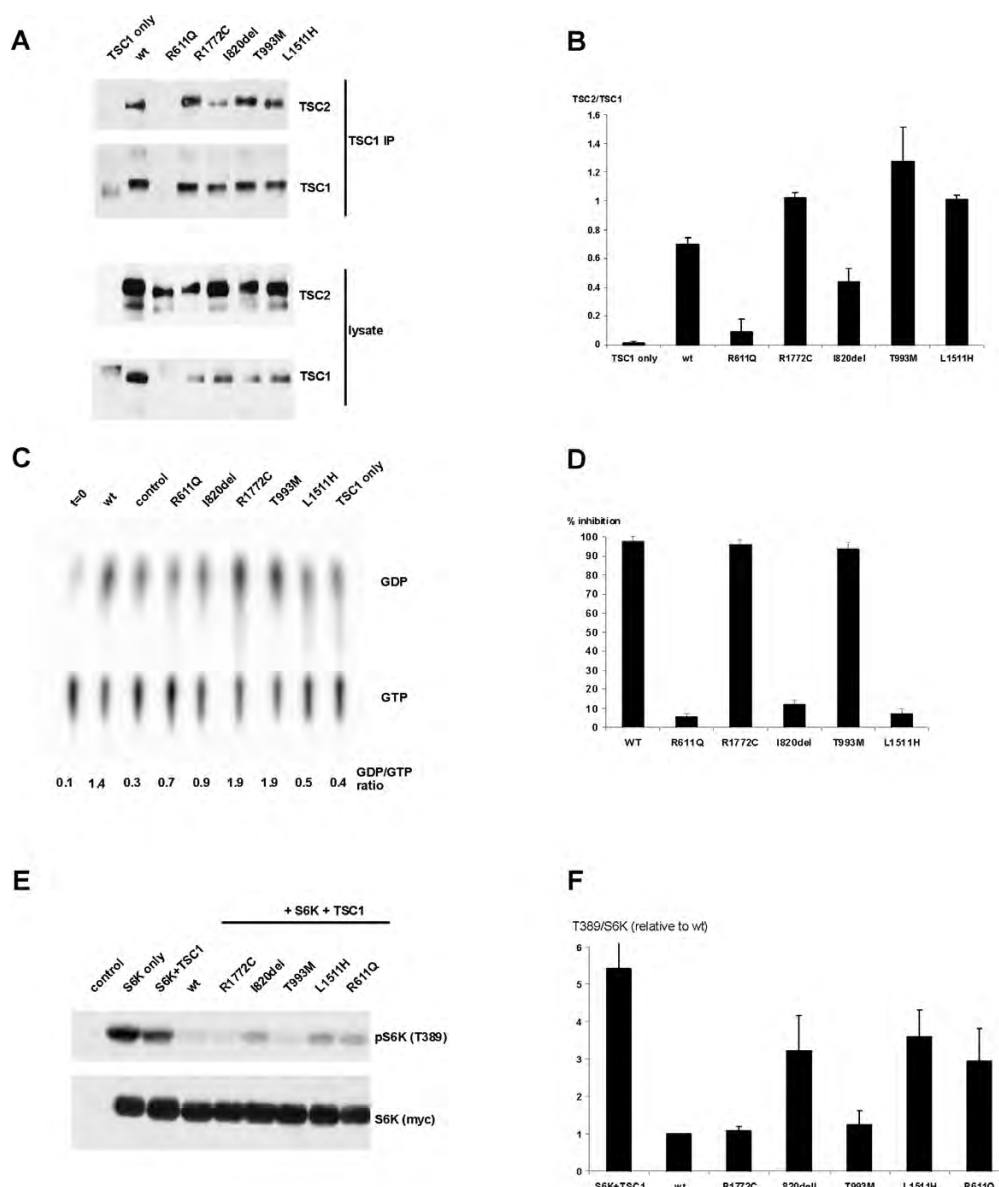 A
TSC1 only
wt
R611Q
R1772C
I820del
T993M
L1511H
TSC2
TSC1
TSC1 IP
TSC2
TSC1
lysate
B
TSC2/TSC1
1.6
1.4
1.2
1
0.8
0.6
0.4
0.2
0
TSC1 only wt R611Q R1772C I820del T993M L1511H
C
t=0
wt
control
R611Q
I820del
R1772C
T993M
L1511H
TSC1 only
GDP
GTP
0.1 1.4 0.3 0.7 0.9 1.9 1.9 0.5 0.4 GDP/GTP
ratio
D
% inhibition
100
90
80
70
60
50
40
30
20
10
0
WT R611Q R1772C I820del T993M L1511H
E
+ S6K + TSC1
control
S6K only
S6K+TSC1
wt
R1772C
I820del
T993M
L1511H
R611Q
pS6K (T389)
S6K (myc)
F
T389/S6K (relative to wt)
6
5
4
3
2
1
0
S6K+TSC1 wt R1772C I820dell T993M L1511H R611Q